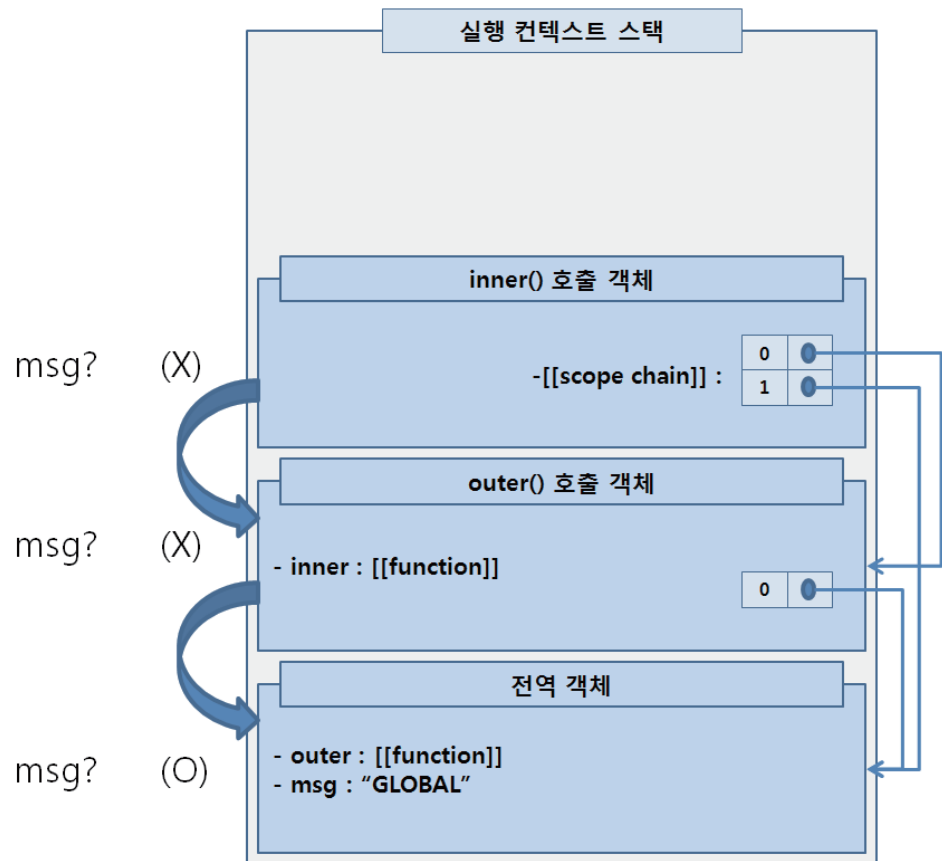 실행 컨텍스트 스택
inner() 호출 객체
msg? (X)
-[[scope chain]] :
0
1
outer() 호출 객체
msg? (X)
- inner : [[function]]
0
전역 객체
- outer : [[function]]
msg? (O)
- msg : “GLOBAL”